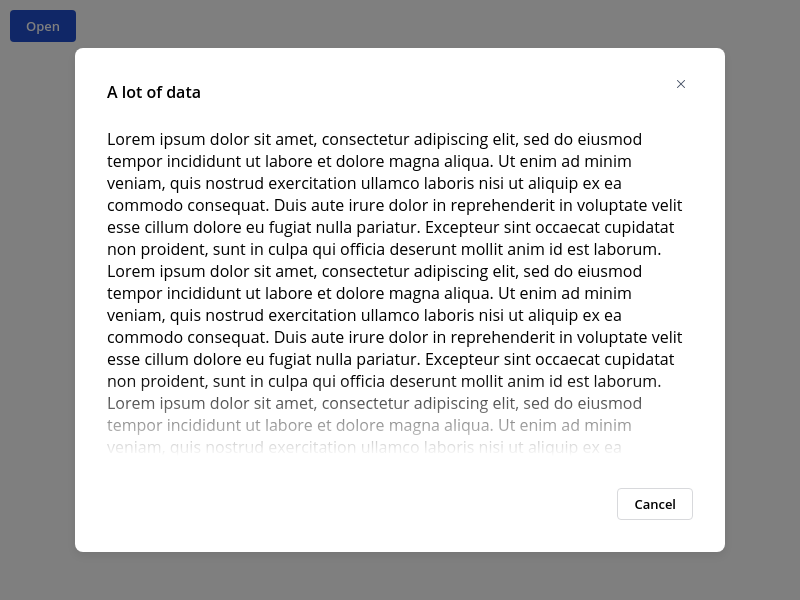 Open
A lot of data
Lorem ipsum dolor sit amet, consectetur adipiscing elit, sed do eiusmod
tempor incididunt ut labore et dolore magna aliqua. Ut enim ad minim
veniam, quis nostrud exercitation ullamco laboris nisi ut aliquip ex ea
commodo consequat. Duis aute irure dolor in reprehenderit in voluptate velit
esse cillum dolore eu fugiat nulla pariatur. Excepteur sint occaecat cupidatat
non proident, sunt in culpa qui officia deserunt mollit anim id est laborum.
Lorem ipsum dolor sit amet, consectetur adipiscing elit, sed do eiusmod
tempor incididunt ut labore et dolore magna aliqua. Ut enim ad minim
veniam, quis nostrud exercitation ullamco laboris nisi ut aliquip ex ea
commodo consequat. Duis aute irure dolor in reprehenderit in voluptate velit
esse cillum dolore eu fugiat nulla pariatur. Excepteur sint occaecat cupidatat
non proident, sunt in culpa qui officia deserunt mollit anim id est laborum.
Lorem ipsum dolor sit amet, consectetur adipiscing elit, sed do eiusmod
tempor incididunt ut labore et dolore magna aliqua. Ut enim ad minim
veniam, quis nostrud exercitation ullamco laboris nisi ut aliquip ex ea
Cancel